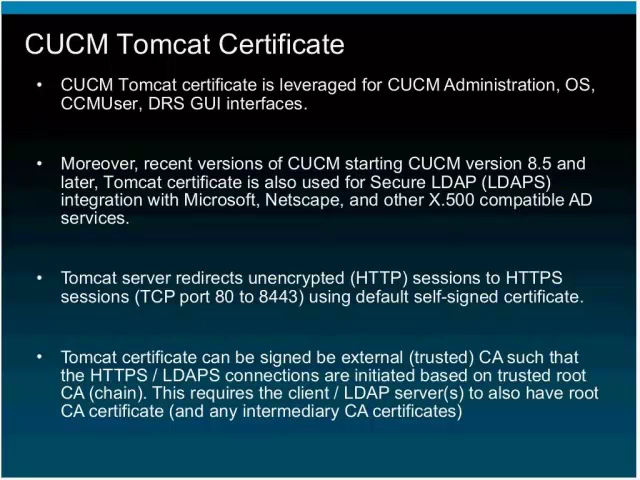 CUCM Tomcat Certificate
• CUCM Tomcat certificate is leveraged for CUCM Administration, OS,
CCMUser, DRS GUI interfaces.
• Moreover, recent versions of CUCM starting CUCM version 8.5 and
later, Tomcat certificate is also used for Secure LDAP (LDAPS)
integration with Microsoft, Netscape, and other X.500 compatible AD
services.
• Tomcat server redirects unencrypted (HTTP) sessions to HTTPS
sessions (TCP port 80 to 8443) using default self-signed certificate.
• Tomcat certificate can be signed be external (trusted) CA such that
the HTTPS / LDAPS connections are initiated based on trusted root
CA (chain). This requires the client / LDAP server(s) to also have root
CA certificate (and any intermediary CA certificates)